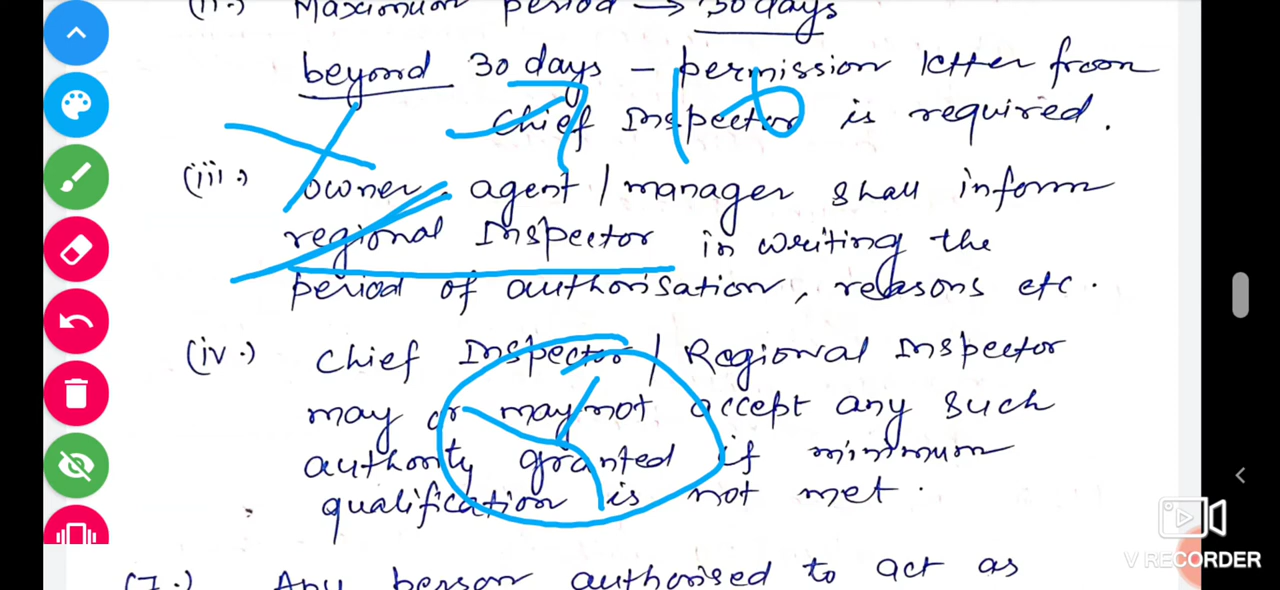 (ii.) Maximum period → 30 days
beyond 30 days - permission letter from
Chief Inspector is required.
(iii.) owner, agent / manager shall inform
regional Inspector in writing the
period of authorisation, reasons etc.
(iv.) Chief Inspector / Regional Inspector
may or may not accept any such
authority granted if minimum
qualification is not met.
(7.) Any person authorised to act as
V RECORDER